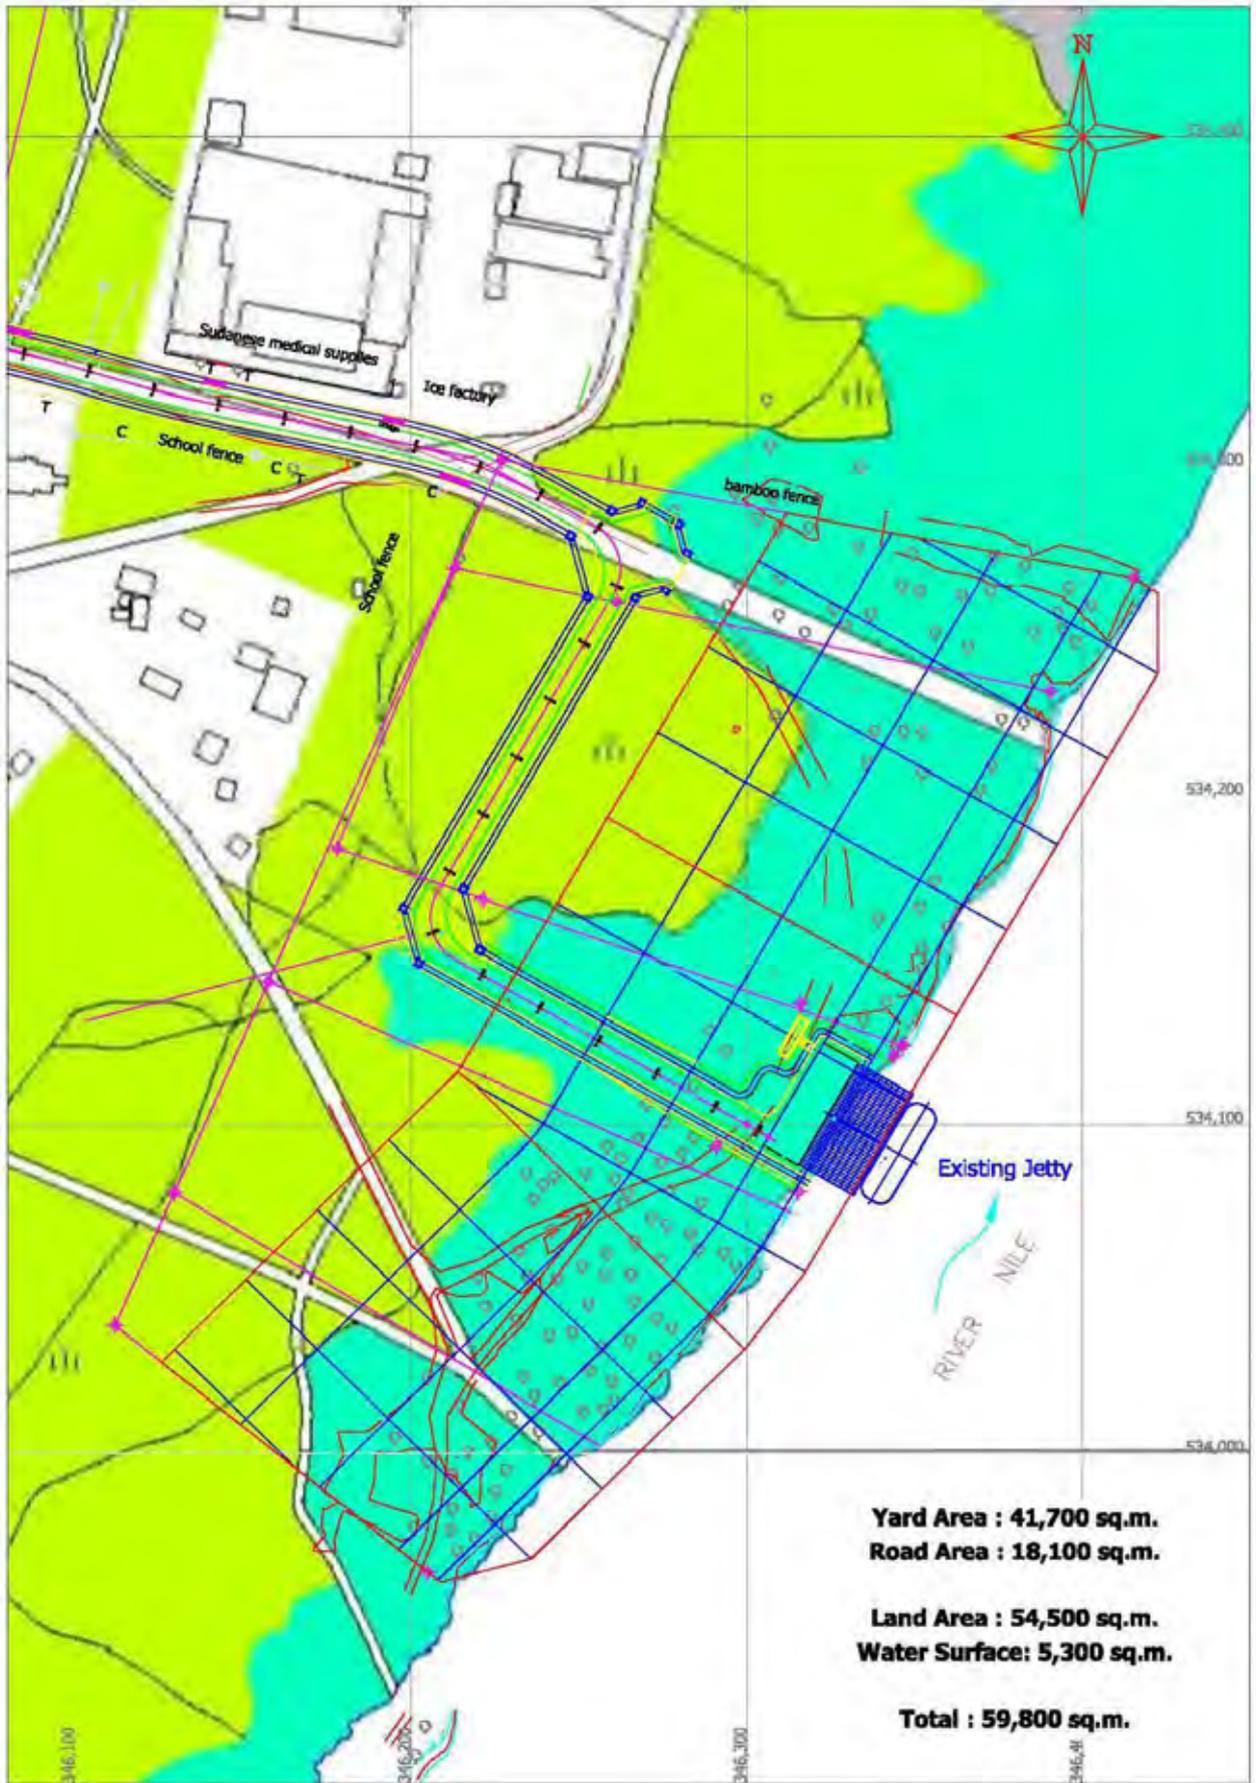 N
Sudanese medical supplies
T
T
Ice factory
T
C
School fence
C
T
C
bamboo fence
School fence
534,200
534,100
Existing Jetty
RIVER NILE
534,000
Yard Area : 41,700 sq.m.
Road Area : 18,100 sq.m.
Land Area : 54,500 sq.m.
Water Surface: 5,300 sq.m.
Total : 59,800 sq.m.
346,100
346,200
346,300